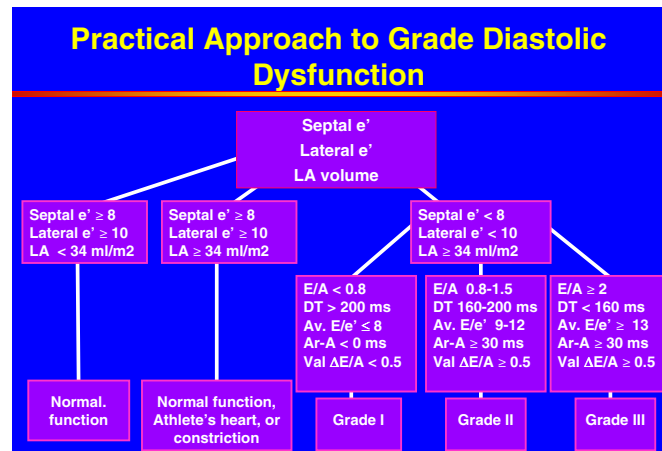 Practical Approach to Grade Diastolic
Dysfunction
Septal e'
Lateral e'
LA volume
Septal e' ≥ 8
Lateral e' ≥ 10
LA < 34 ml/m2
Septal e' ≥ 8
Lateral e' ≥ 10
LA ≥ 34 ml/m2
Septal e' < 8
Lateral e' < 10
LA ≥ 34 ml/m2
E/A < 0.8
DT > 200 ms
Av. E/e' ≤ 8
Ar-A < 0 ms
Val ΔE/A < 0.5
E/A 0.8-1.5
DT 160-200 ms
Av. E/e' 9-12
Ar-A ≥ 30 ms
Val ΔE/A ≥ 0.5
E/A ≥ 2
DT < 160 ms
Av. E/e' ≥ 13
Ar-A ≥ 30 ms
Val ΔE/A ≥ 0.5
Normal.
function
Normal function,
Athlete's heart, or
constriction
Grade I
Grade II
Grade III